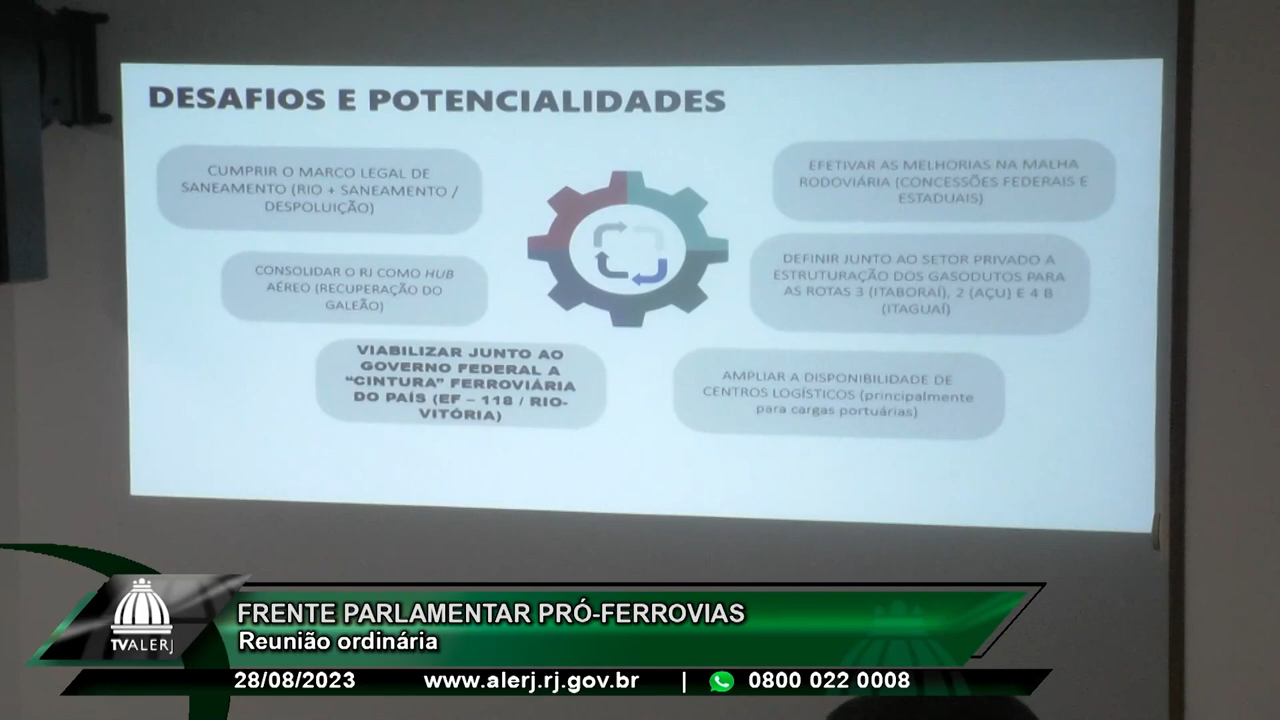 DESAFIOS E POTENCIALIDADES
CUMPRIR O MARCO LEGAL DE
SANEAMENTO (RIO + SANEAMENTO /
DESPOLUIÇÃO)
CONSOLIDAR O RJ COMO HUB
AÉREO (RECUPERAÇÃO DO
GALEÃO)
VIABILIZAR JUNTO AO
GOVERNO FEDERAL A
“CINTURA” FERROVIÁRIA
DO PAÍS (EF – 118 / RIO-
VITÓRIA)
EFETIVAR AS MELHORIAS NA MALHA
RODOVIÁRIA (CONCESSÕES FEDERAIS E
ESTADUAIS)
DEFINIR JUNTO AO SETOR PRIVADO A
ESTRUTURAÇÃO DOS GASODUTOS PARA
AS ROTAS 3 (ITABORAÍ), 2 (AÇU) E 4 B
(ITAGUAÍ)
AMPLIAR A DISPONIBILIDADE DE
CENTROS LOGÍSTICOS (principalmente
para cargas portuárias)
FRENTE PARLAMENTAR PRÓ-FERROVIAS
Reunião ordinária
TVALERJ
28/08/2023 www.alerj.rj.gov.br | 0800 022 0008